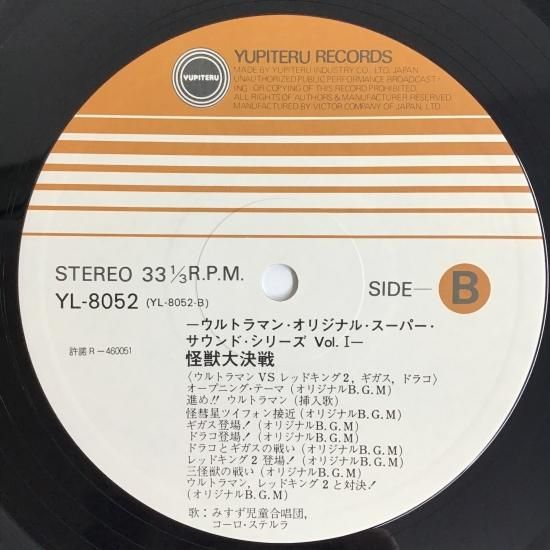 YUPITERU
YUPITERU RECORDS
MADE BY YUPITERU INDUSTRY CO. LTD. JAPAN
UNAUTHORIZED PUBLIC PERFORMANCE BROADCAST-
ING OR COPYING OF THIS RECORD PROHIBITED.
ALL RIGHTS OF AUTHORS & MANUFACTURER RESERVED.
MANUFACTURED BY VICTOR COMPANY OF JAPAN, LTD.
STEREO 33 1/3 R.P.M.
YL-8052 (YL-8052-B)
SIDE—B
許諾 R-460051
—ウルトラマン・オリジナル・スーパー・
サウンド・シリーズ Vol. I—
怪獣大決戦
〈ウルトラマン VS レッドキング2, ギガス, ドラコ〉
オープニング・テーマ (オリジナルB.G.M)
進め!! ウルトラマン (挿入歌)
怪彗星ツイフォン接近 (オリジナルB.G.M)
ギガス登場! (オリジナルB.G.M)
ドラコ登場! (オリジナルB.G.M)
ドラコとギガスの戦い (オリジナルB.G.M)
レッドキング2 登場! (オリジナルB.G.M)
三怪獣の戦い (オリジナルB.G.M)
ウルトラマン, レッドキング2 と対決!
(オリジナルB.G.M)
歌：みすず児童合唱団,
コーロ・ステルラ